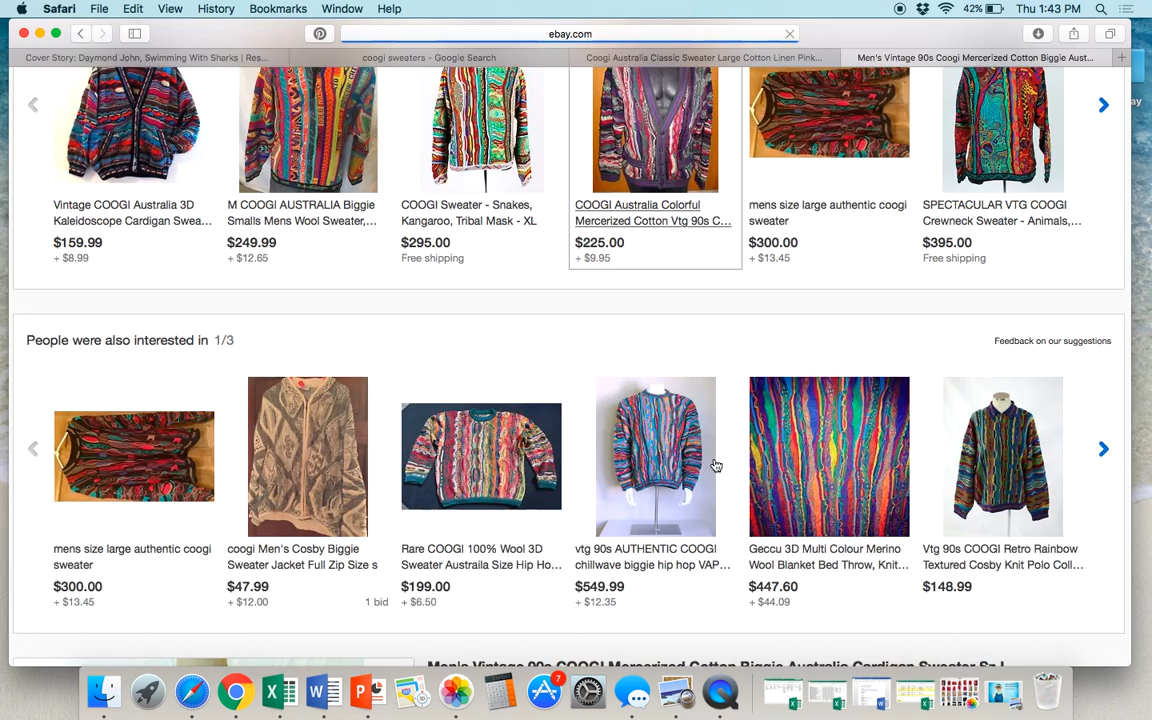 Safari File Edit View History Bookmarks Window Help 42% Thu 1:43 PM
ebay.com
Cover Story: Daymond John, Swimming With Sharks | Res...
coogi sweaters - Google Search
Coogi Australia Classic Sweater Large Cotton Linen Pink...
Men's Vintage 90s Coogi Mercerized Cotton Biggie Aust...
Vintage COOGI Australia 3D
Kaleidoscope Cardigan Swea...
$159.99
+ $8.99
M COOGI AUSTRALIA Biggie
Smalls Mens Wool Sweater,...
$249.99
+ $12.65
COOGI Sweater - Snakes,
Kangaroo, Tribal Mask - XL
$295.00
Free shipping
COOGI Australia Colorful
Mercerized Cotton Vtg 90s C...
$225.00
+ $9.95
mens size large authentic coogi
sweater
$300.00
+ $13.45
SPECTACULAR VTG COOGI
Crewneck Sweater - Animals,...
$395.00
Free shipping
People were also interested in 1/3
Feedback on our suggestions
mens size large authentic coogi
sweater
$300.00
+ $13.45
coogi Men's Cosby Biggie
Sweater Jacket Full Zip Size s
$47.99
+ $12.00 1 bid
Rare COOGI 100% Wool 3D
Sweater Austraila Size Hip Ho...
$199.00
+ $6.50
vtg 90s AUTHENTIC COOGI
chillwave biggie hip hop VAP...
$549.99
+ $12.35
Geccu 3D Multi Colour Merino
Wool Blanket Bed Throw, Knit...
$447.60
+ $44.09
Vtg 90s COOGI Retro Rainbow
Textured Cosby Knit Polo Coll...
$148.99
Men's Vintage 90s COOGI Mercerized Cotton Biggie Australia Cardigan Sweater Sz L
7